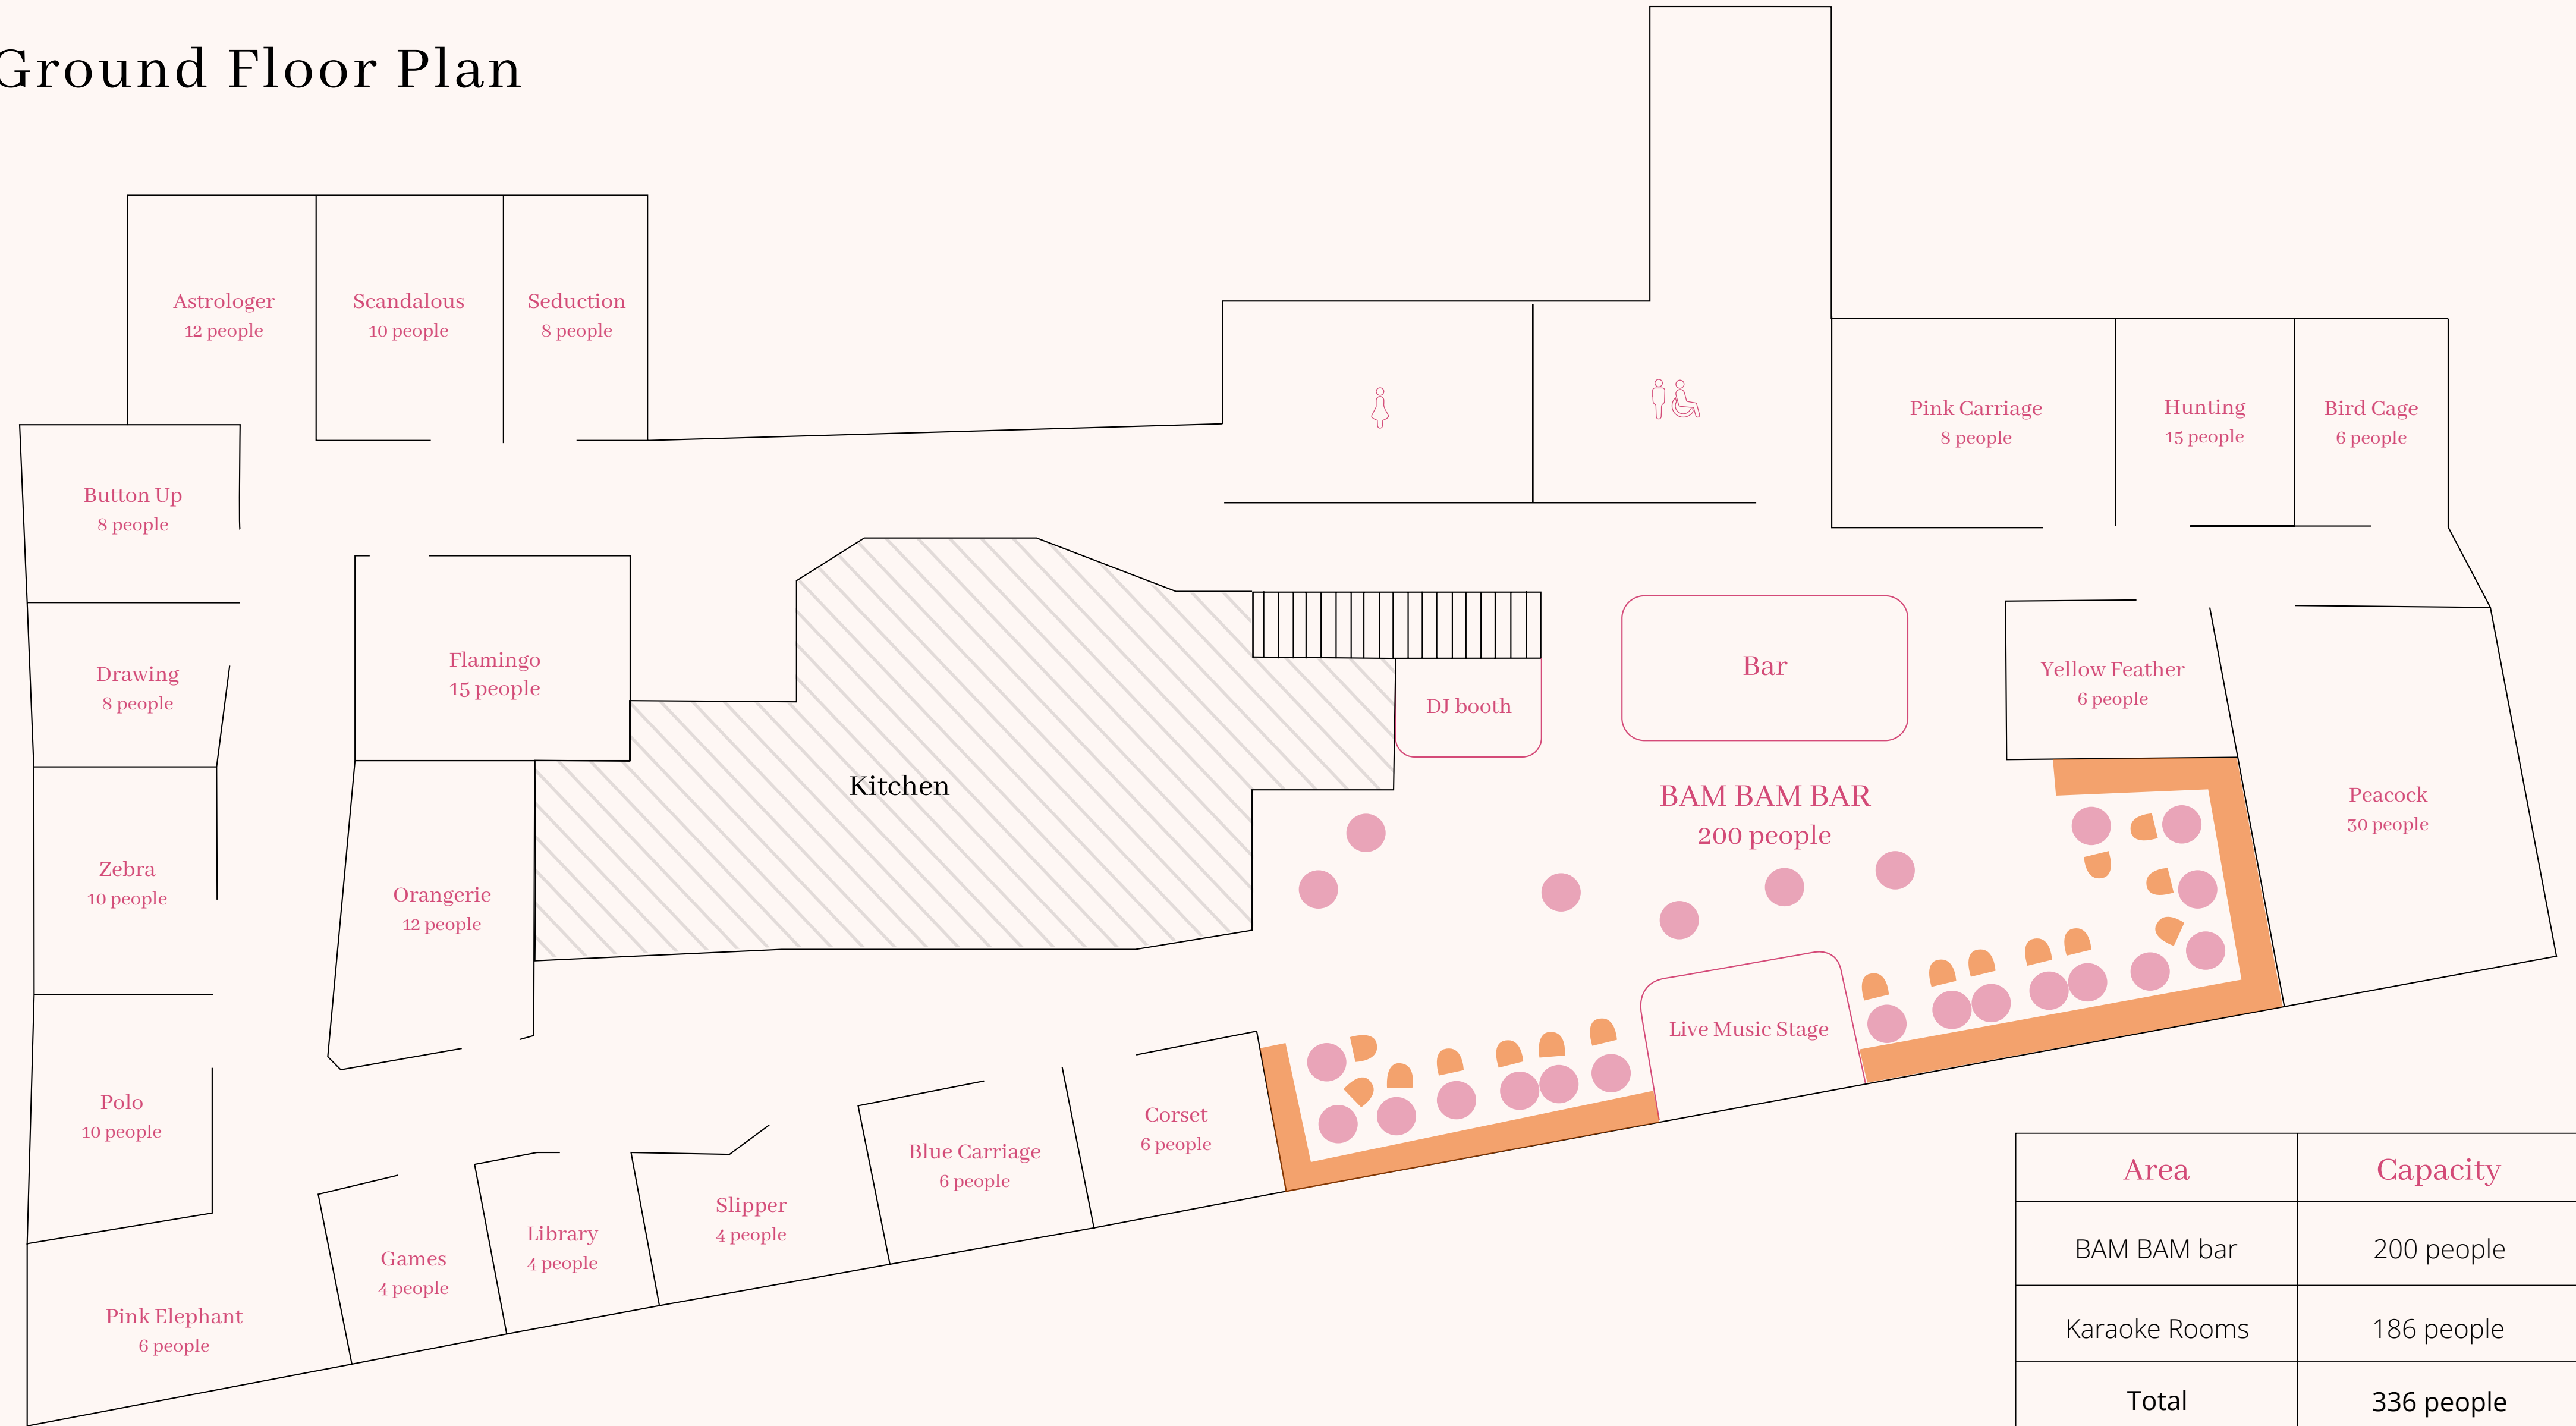 Ground Floor Plan
Astrologer
12 people
Scandalous
10 people
Seduction
8 people
Button Up
8 people
Pink Carriage
8 people
Hunting
15 people
Bird Cage
6 people
Drawing
8 people
Flamingo
15 people
Bar
DJ booth
Yellow Feather
6 people
Kitchen
BAM BAM BAR
200 people
Peacock
30 people
Zebra
10 people
Orangerie
12 people
Live Music Stage
Polo
10 people
Corset
6 people
Blue Carriage
6 people
Slipper
4 people
Library
4 people
Games
4 people
Pink Elephant
6 people
Area Capacity
BAM BAM bar 200 people
Karaoke Rooms 186 people
Total 336 people